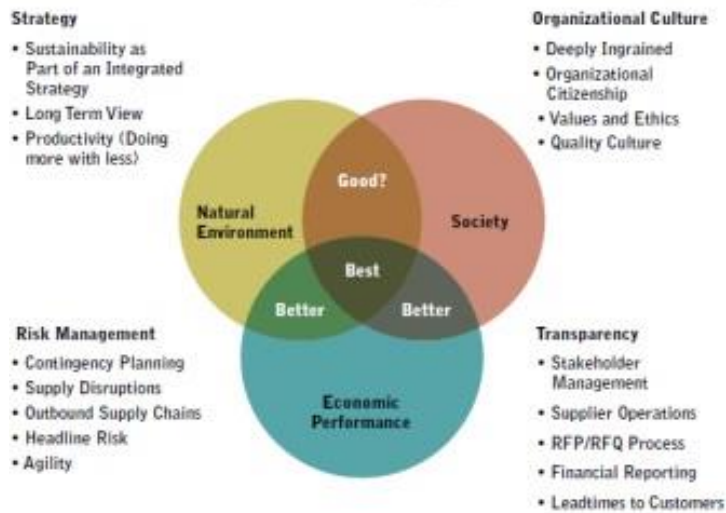 Strategy
• Sustainability as
Part of an Integrated
Strategy
• Long Term View
• Productivity (Doing
more with less)
Organizational Culture
• Deeply Ingrained
• Organizational
Citizenship
• Values and Ethics
• Quality Culture
Good?
Natural
Environment
Society
Best
Better
Better
Economic
Performance
Risk Management
• Contingency Planning
• Supply Disruptions
• Outbound Supply Chains
• Headline Risk
• Agility
Transparency
• Stakeholder
Management
• Supplier Operations
• RFP/RFQ Process
• Financial Reporting
• Leadtimes to Customers